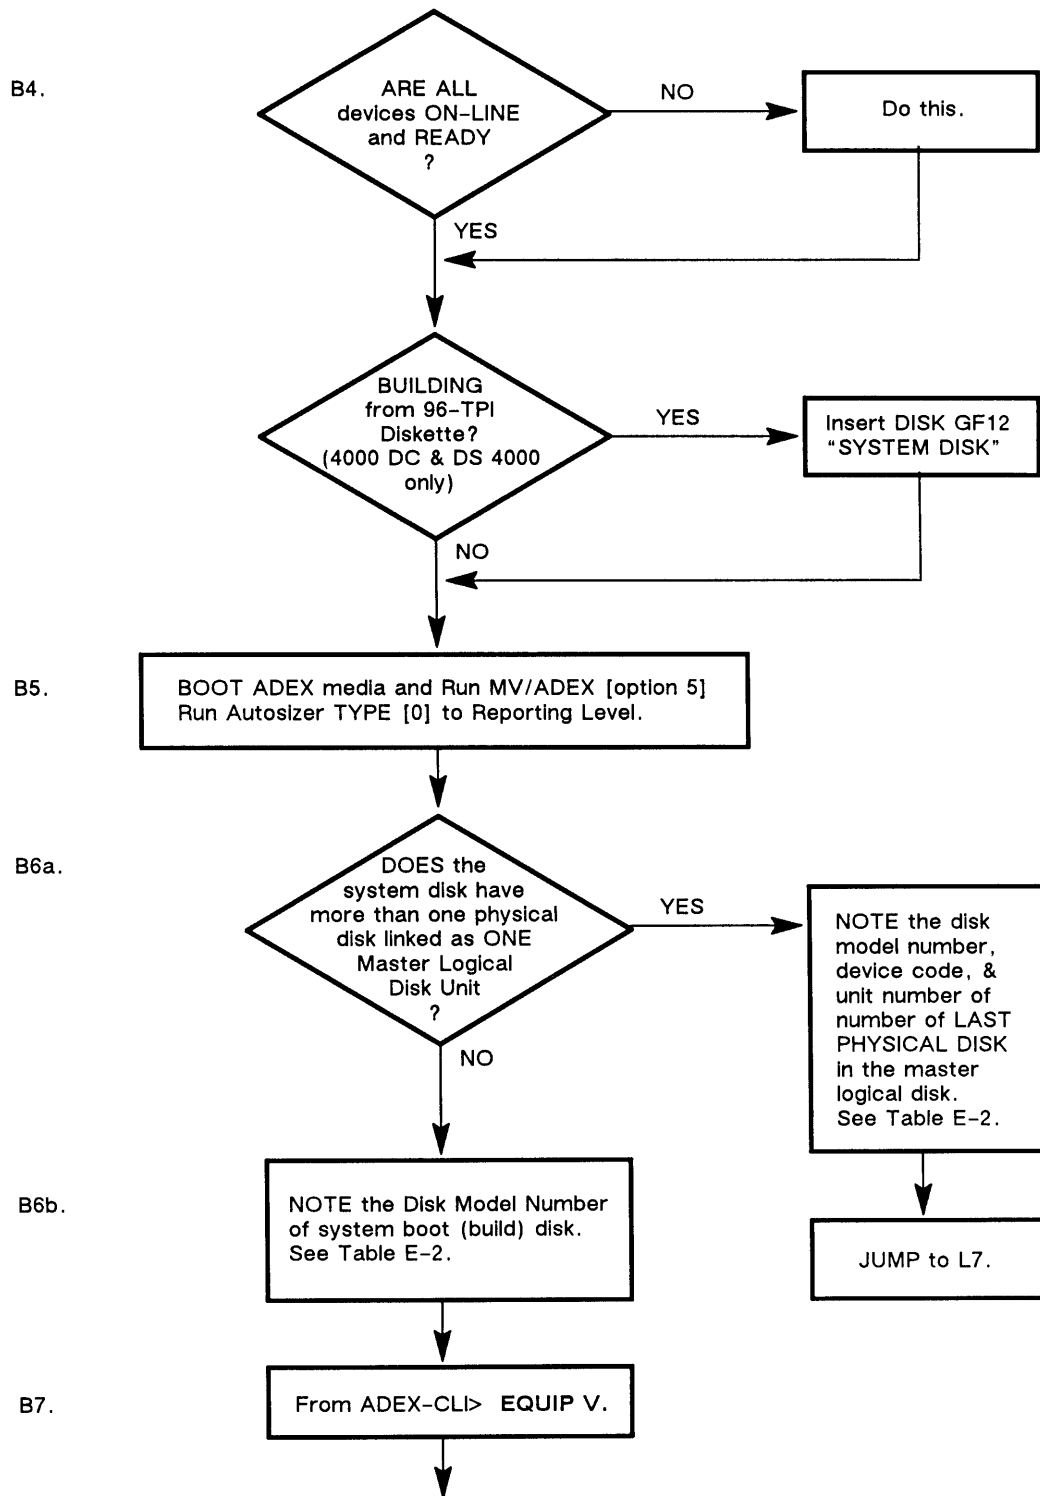 B4.
ARE ALL
devices ON-LINE
and READY
?
NO
Do this.
YES
BUILDING
from 96-TPI
Diskette?
(4000 DC & DS 4000
only)
YES
Insert DISK GF12
“SYSTEM DISK”
NO
B5.
BOOT ADEX media and Run MV/ADEX [option 5]
Run Autosizer TYPE [0] to Reporting Level.
B6a.
DOES the
system disk have
more than one physical
disk linked as ONE
Master Logical
Disk Unit
?
YES
NOTE the disk
model number,
device code, &
unit number of
number of LAST
PHYSICAL DISK
in the master
logical disk.
See Table E-2.
NO
B6b.
NOTE the Disk Model Number
of system boot (build) disk.
See Table E-2.
JUMP to L7.
B7.
From ADEX-CLI> EQUIP V.